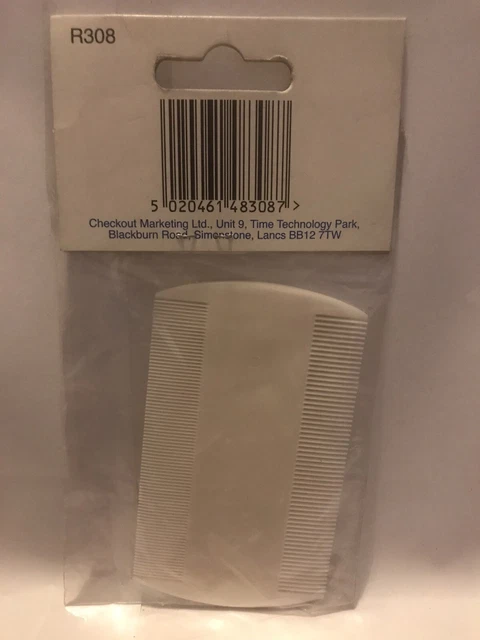 R308
5 020461 483087 >
Checkout Marketing Ltd., Unit 9, Time Technology Park,
Blackburn Road, Simonstone, Lancs BB12 7TW